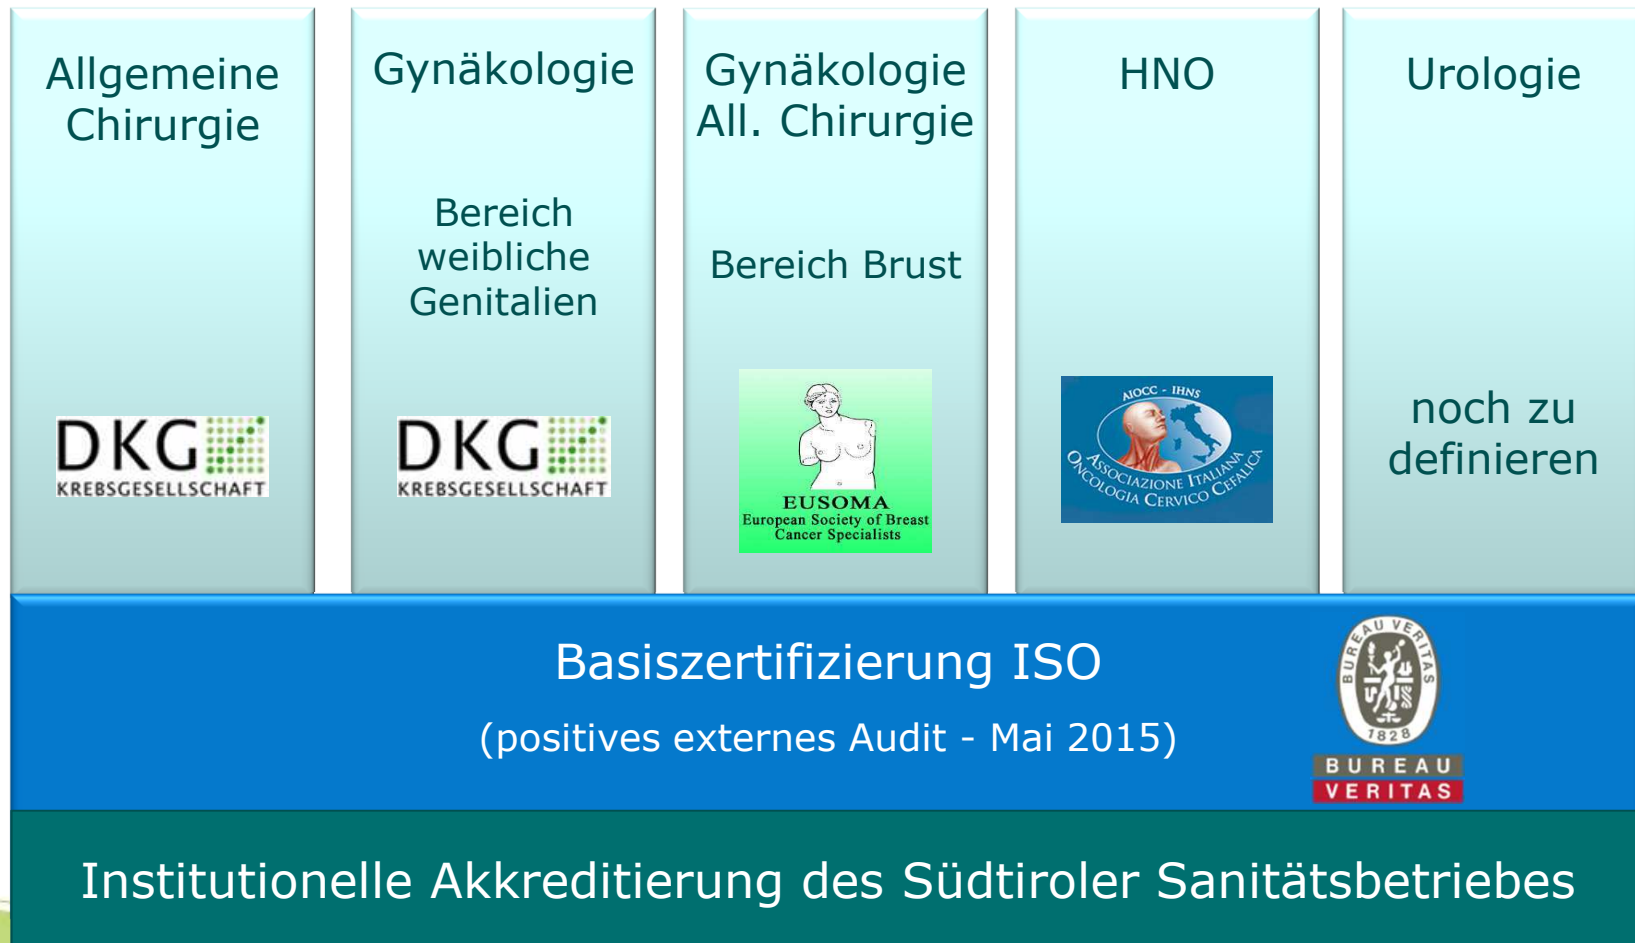 Allgemeine
Chirurgie
DKG
KREBSGESELLSCHAFT
Gynäkologie
Bereich
weibliche
Genitalien
DKG
KREBSGESELLSCHAFT
Gynäkologie
All. Chirurgie
Bereich Brust
EUSOMA
European Society of Breast
Cancer Specialists
HNO
AIOCC - IHNS
ASSOCIAZIONE ITALIANA
ONCOLOGIA CERVICO CEFALICA
Urologie
noch zu
definieren
Basiszertifizierung ISO
(positives externes Audit - Mai 2015)
BUREAU VERITAS
1828
BUREAU
VERITAS
Institutionelle Akkreditierung des Südtiroler Sanitätsbetriebes